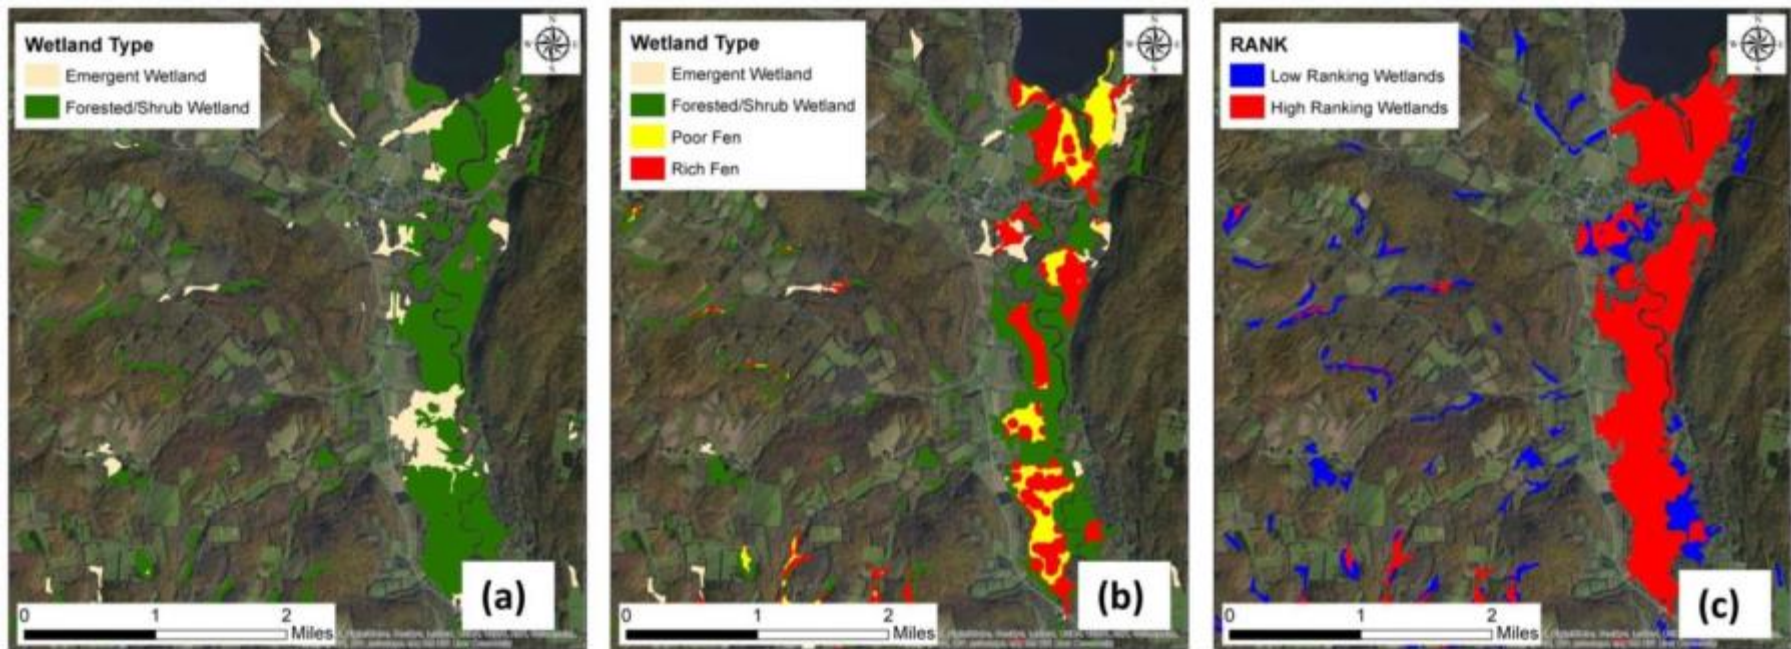 Wetland Type
Emergent Wetland
Forested/Shrub Wetland
(a)
0 1 2
Miles
Wetland Type
Emergent Wetland
Forested/Shrub Wetland
Poor Fen
Rich Fen
(b)
0 1 2
Miles
RANK
Low Ranking Wetlands
High Ranking Wetlands
(c)
0 1 2
Miles